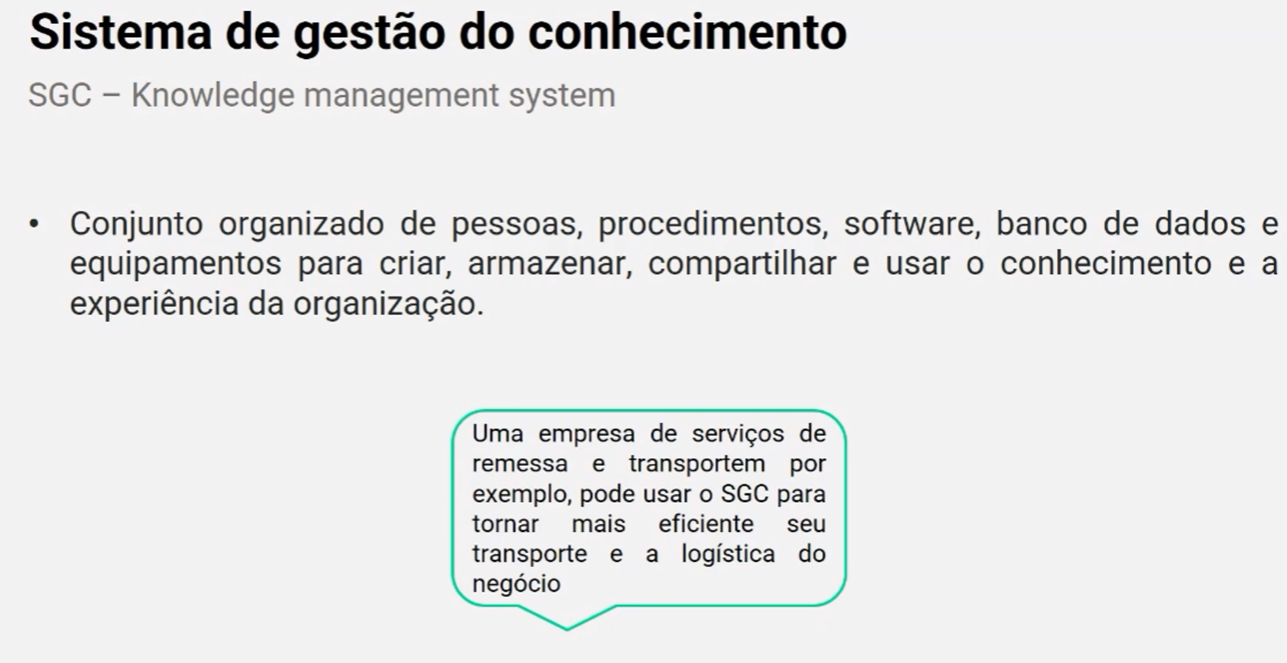 Sistema de gestão do conhecimento
SGC – Knowledge management system
• Conjunto organizado de pessoas, procedimentos, software, banco de dados e
equipamentos para criar, armazenar, compartilhar e usar o conhecimento e a
experiência da organização.
Uma empresa de serviços de
remessa e transportem por
exemplo, pode usar o SGC para
tornar mais eficiente seu
transporte e a logística do
negócio